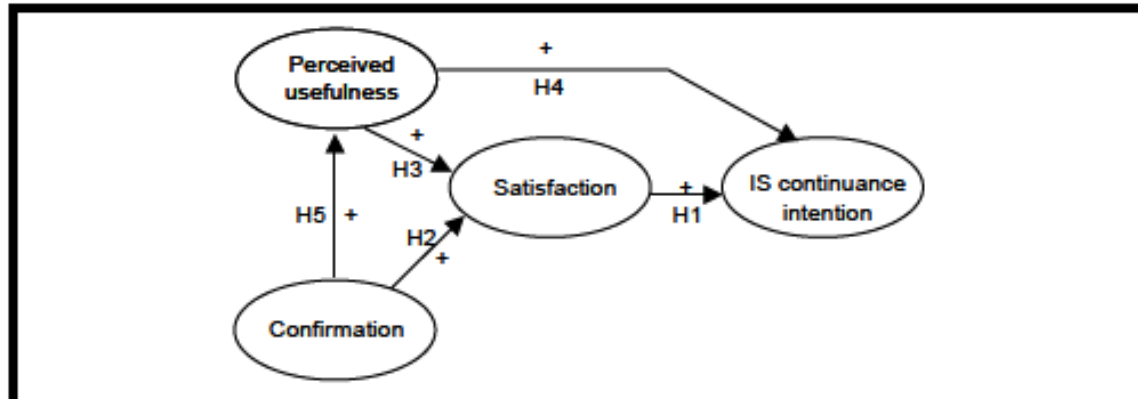 Perceived
usefulness
+
H4
+
H3
Satisfaction
+
H1
IS continuance
intention
H5
+
H2
+
Confirmation